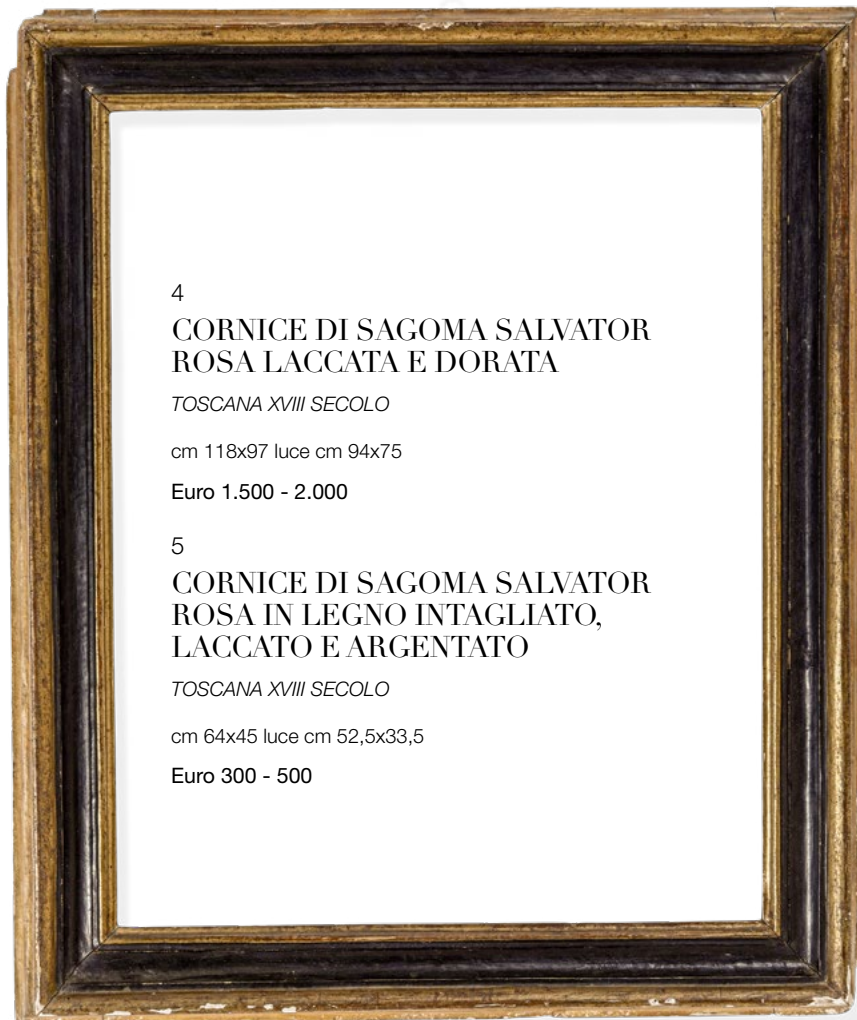 4
CORNICE DI SAGOMA SALVATOR
ROSA LACCATA E DORATA
TOSCANA XVIII SECOLO
cm 118x97 luce cm 94x75
Euro 1.500 - 2.000
5
CORNICE DI SAGOMA SALVATOR
ROSA IN LEGNO INTAGLIATO,
LACCATO E ARGENTATO
TOSCANA XVIII SECOLO
cm 64x45 luce cm 52,5x33,5
Euro 300 - 500